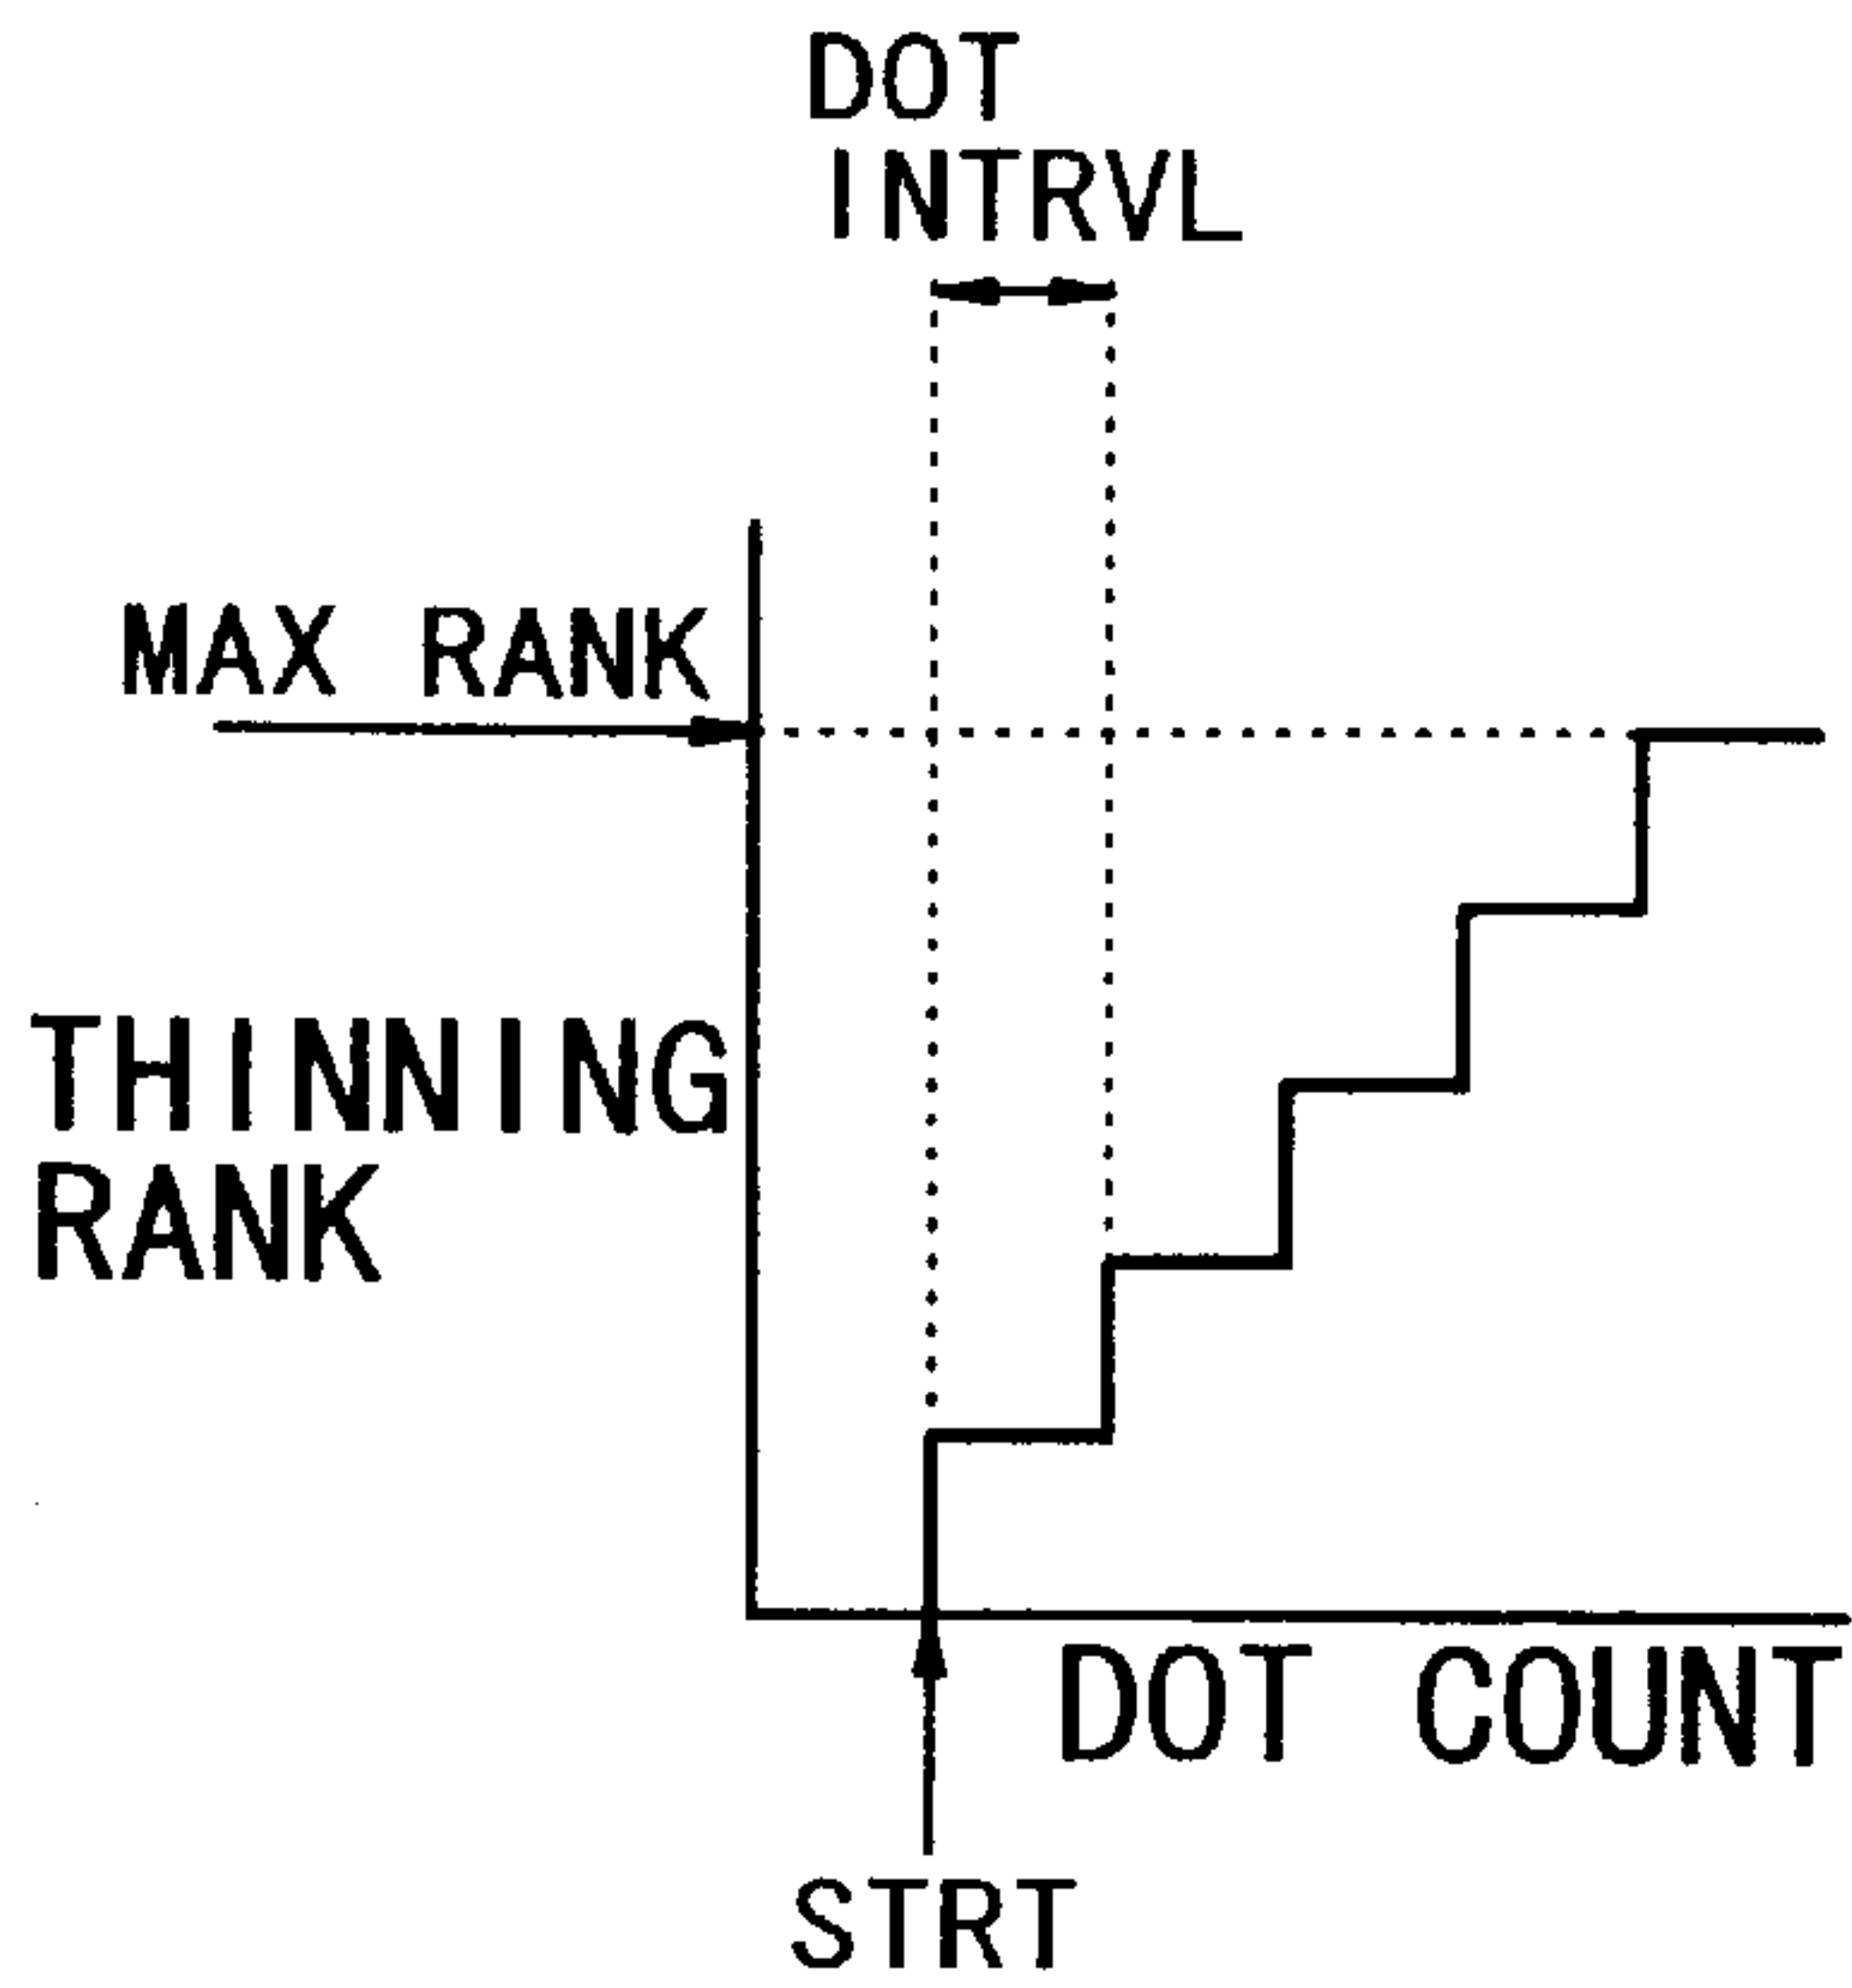 DOT
INTRVL
MAX RANK
THINNING
RANK
DOT COUNT
STRT